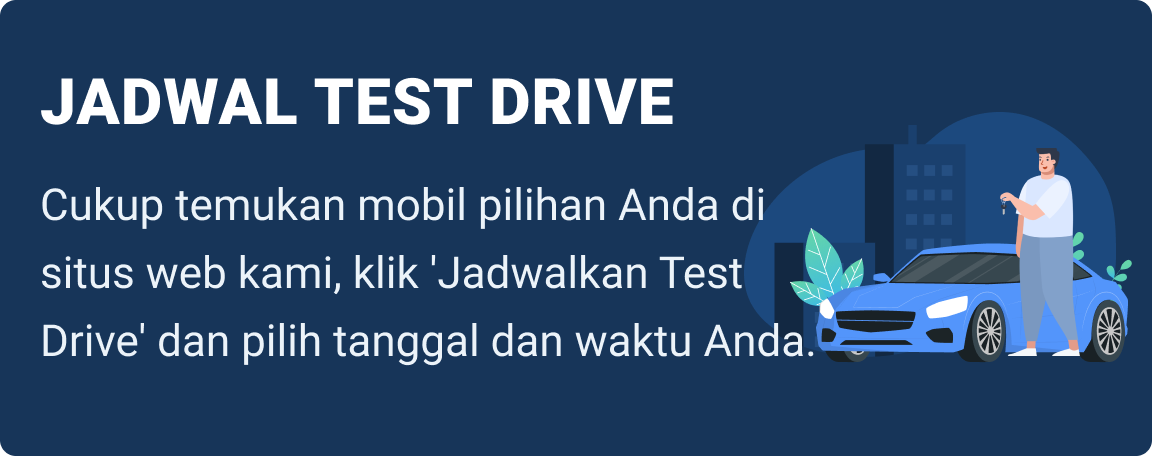 JADWAL TEST DRIVE
Cukup temukan mobil pilihan Anda di
situs web kami, klik 'Jadwalkan Test
Drive' dan pilih tanggal dan waktu Anda.